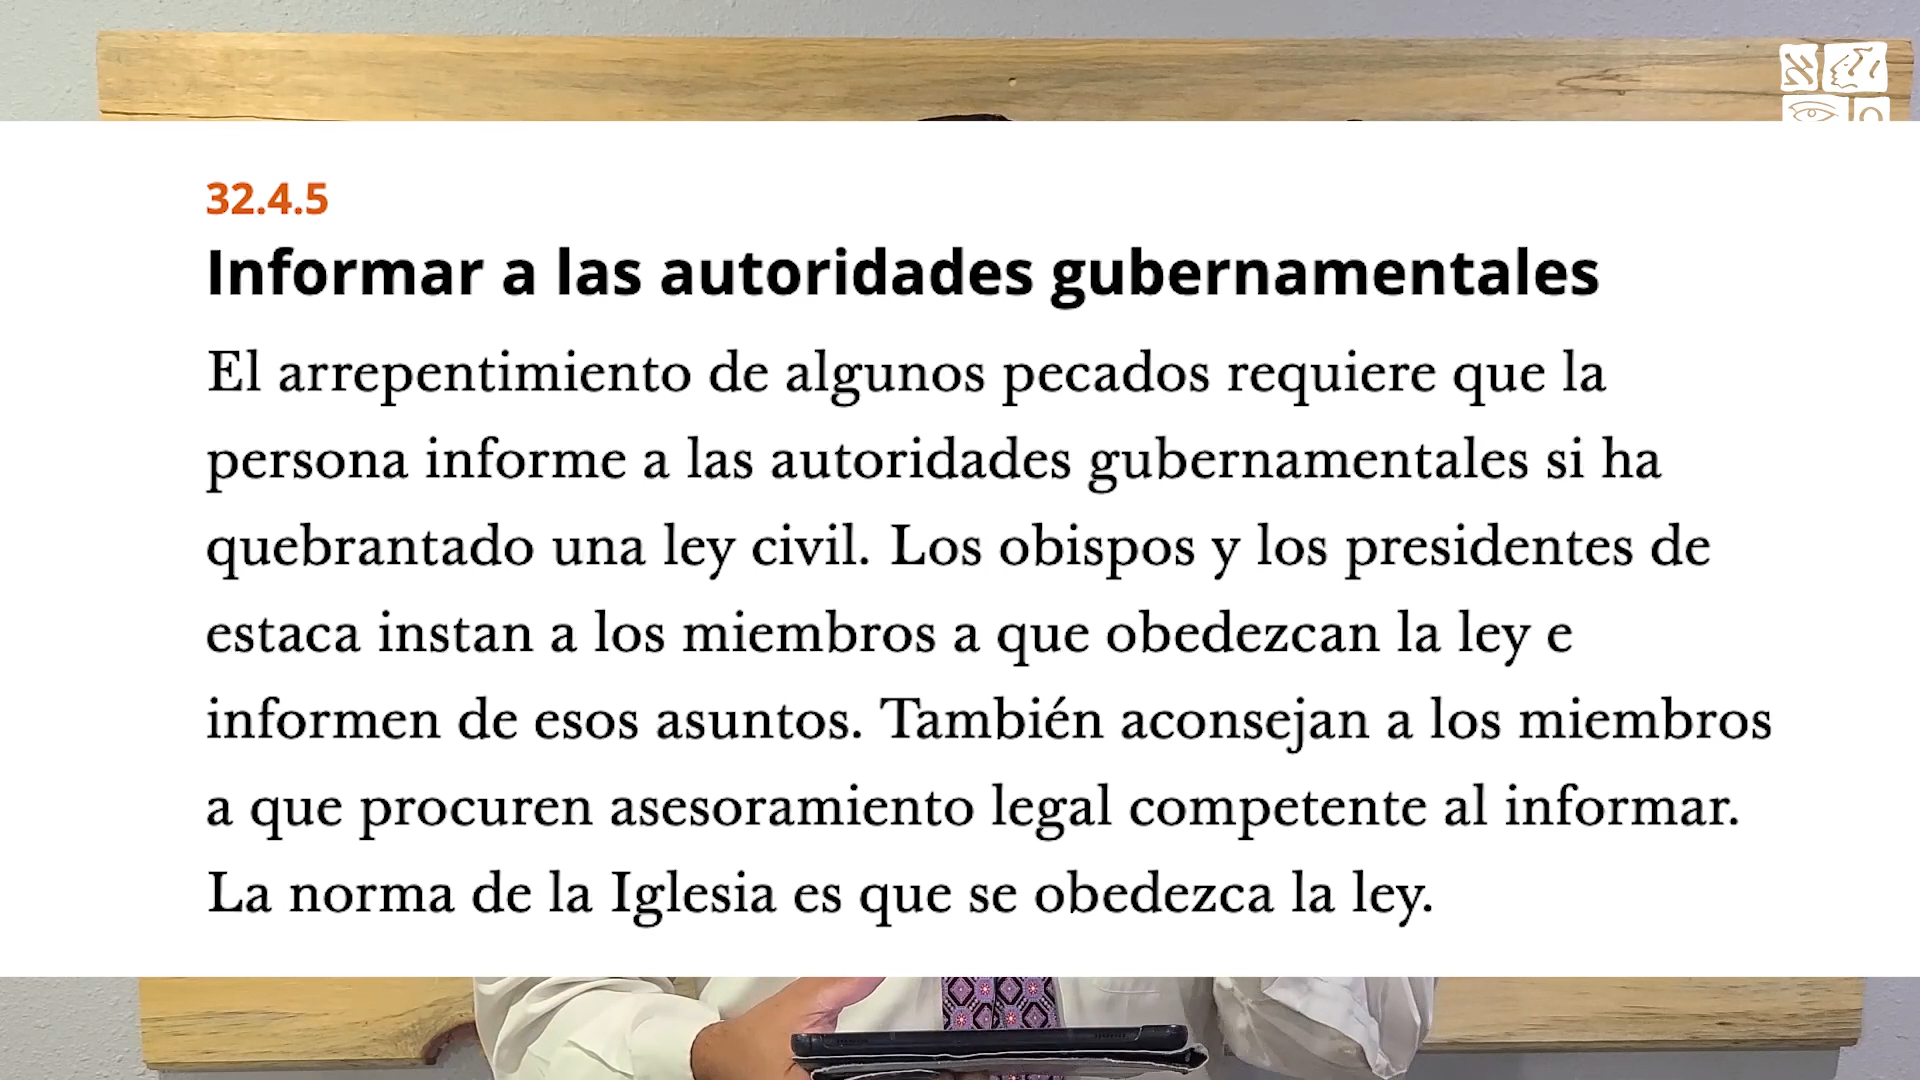 32.4.5
Informar a las autoridades gubernamentales
El arrepentimiento de algunos pecados requiere que la
persona informe a las autoridades gubernamentales si ha
quebrantado una ley civil. Los obispos y los presidentes de
estaca instan a los miembros a que obedezcan la ley e
informen de esos asuntos. También aconsejan a los miembros
a que procuren asesoramiento legal competente al informar.
La norma de la Iglesia es que se obedezca la ley.